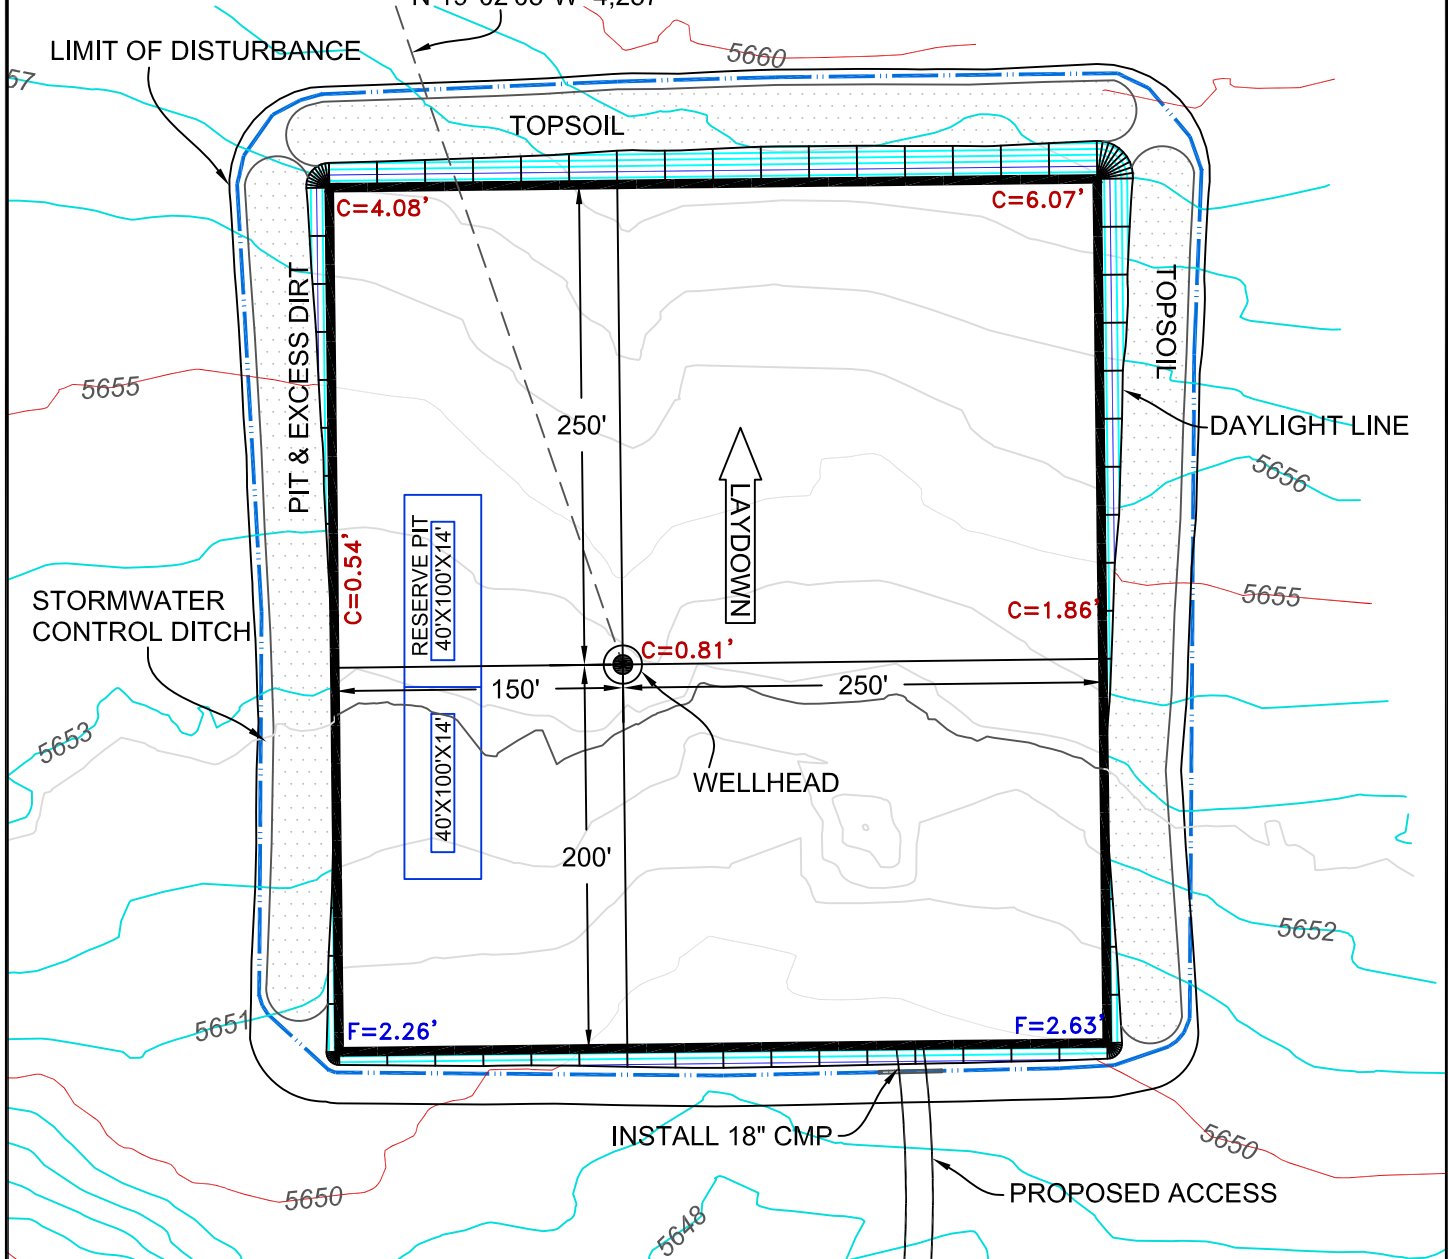 LIMIT OF DISTURBANCE
5660
57
TOPSOIL
C=4.08'
C=6.07'
PIT & EXCESS DIRT
TOPSOIL
5655
250'
DAYLIGHT LINE
5656
LAYDOWN
RESERVE PIT
40'X100'X14'
C=0.54'
5655
STORMWATER
CONTROL DITCH
C=1.86'
C=0.81'
150'
250'
5653
WELLHEAD
40'X100'X14'
200'
5652
5651
F=2.26'
F=2.63'
INSTALL 18" CMP
5650
5650
PROPOSED ACCESS
5648